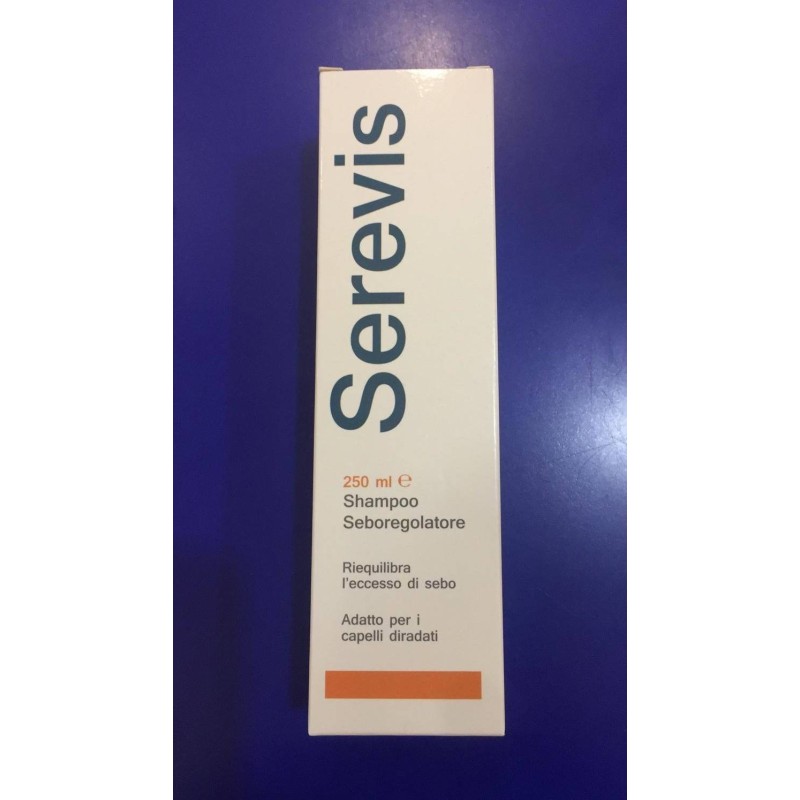 Serevis
250 ml ℮
Shampoo
Seboregolatore
Riequilibra
l'eccesso di sebo
Adatto per i
capelli diradati